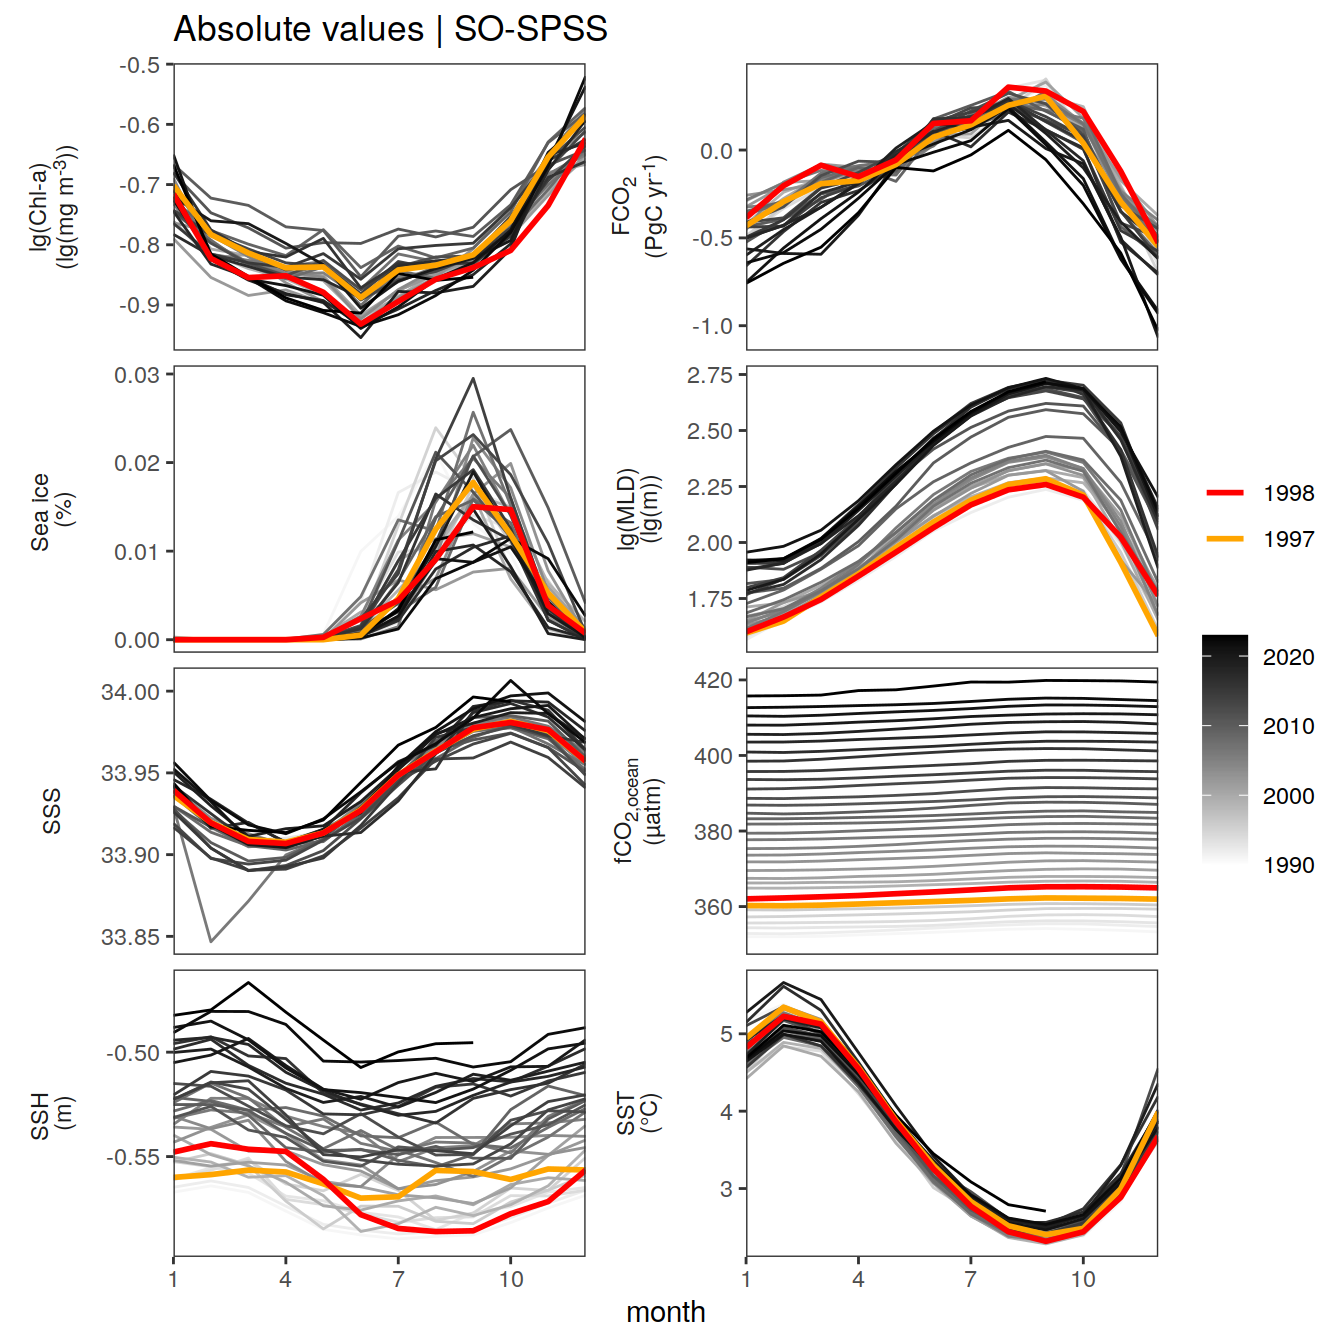 Absolute values | SO-SPSS
lg(Chl-a)
(lg(mg m⁻³))
-0.5
-0.6
-0.7
-0.8
-0.9
FCO₂
(PgC yr⁻¹)
0.0
-0.5
-1.0
Sea ice
(%)
0.03
0.02
0.01
0.00
lg(MLD)
(lg(m))
2.75
2.50
2.25
2.00
1.75
SSS
34.00
33.95
33.90
33.85
fCO₂,ocean
(µatm)
420
400
380
360
SSH
(m)
-0.50
-0.55
SST
(°C)
5
4
3
1 4 7 10
1 4 7 10
month
1998
1997
2020
2010
2000
1990